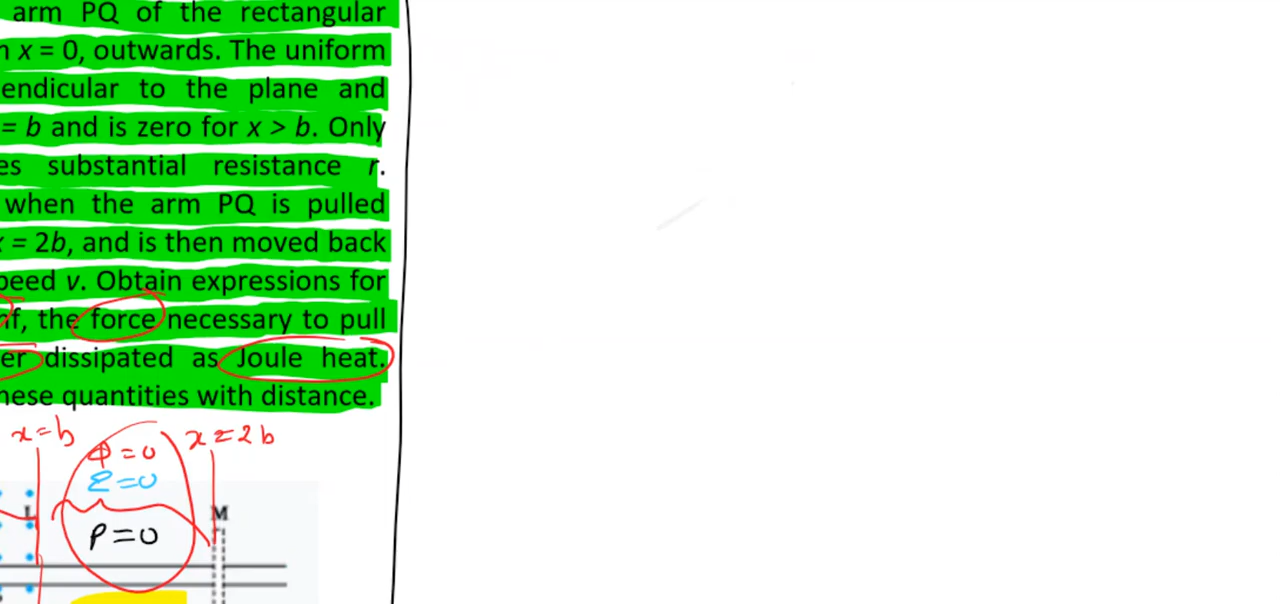 arm PQ of the rectangular
x = 0, outwards. The uniform
endicular to the plane and
= b and is zero for x > b. Only
es substantial resistance r.
when the arm PQ is pulled
= 2b, and is then moved back
peed v. Obtain expressions for
the force necessary to pull
er dissipated as Joule heat.
hese quantities with distance.
x=b
x=2b
Φ=0
ε=0
M
P=0